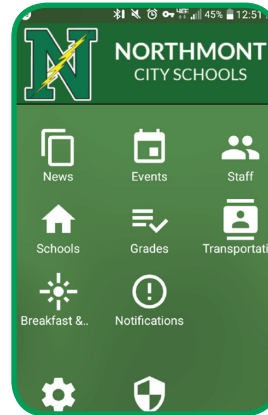 45% 12:51
N
NORTHMONT
CITY SCHOOLS
News Events Staff
Schools Grades Transportati
Breakfast &.. Notifications